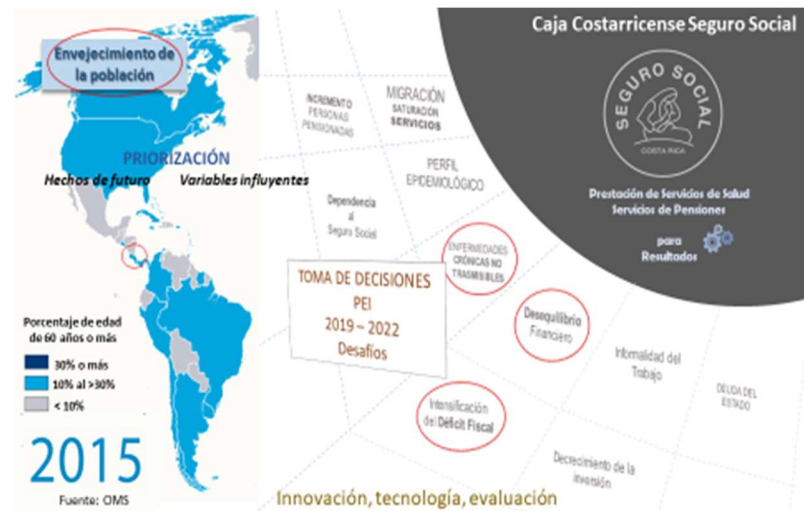 Caja Costarricense Seguro Social
SEGURO SOCIAL
COSTA RICA
Prestación de Servicios de Salud
Servicios de Pensiones
para
Resultados
Envejecimiento de
la población
PRIORIZACIÓN
Hechos de futuro
Variables influyentes
INCREMENTO
PERSONAS
PENSIONADAS
MIGRACIÓN
SATURACIÓN
SERVICIOS
PERFIL
EPIDEMIOLÓGICO
Dependencia
al
Seguro Social
ENFERMEDADES
CRÓNICAS NO
TRASMISIBLES
TOMA DE DECISIONES
PEI
2019 – 2022
Desafíos
Desequilibrio
Financiero
Informalidad del
Trabajo
DEUDA DEL
ESTADO
Intensificación
del Déficit Fiscal
Decrecimiento de la
inversión
Porcentaje de edad
de 60 años o más
30% o más
10% al >30%
< 10%
2015
Fuente: OMS
Innovación, tecnología, evaluación